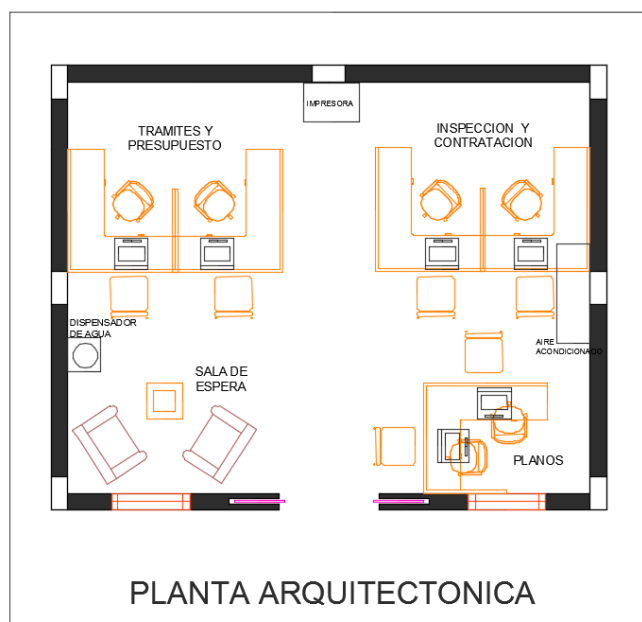 IMPRESORA
TRAMITES Y
PRESUPUESTO
INSPECCION Y
CONTRATACION
DISPENSADOR
DE AGUA
AIRE
ACONDICIONADO
SALA DE
ESPERA
PLANOS
PLANTA ARQUITECTONICA